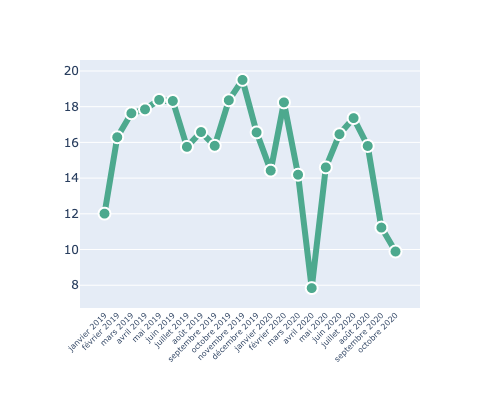 20
18
16
14
12
10
8
janvier 2019
février 2019
mars 2019
avril 2019
mai 2019
juin 2019
juillet 2019
août 2019
septembre 2019
octobre 2019
novembre 2019
décembre 2019
janvier 2020
février 2020
mars 2020
avril 2020
mai 2020
juin 2020
juillet 2020
août 2020
septembre 2020
octobre 2020